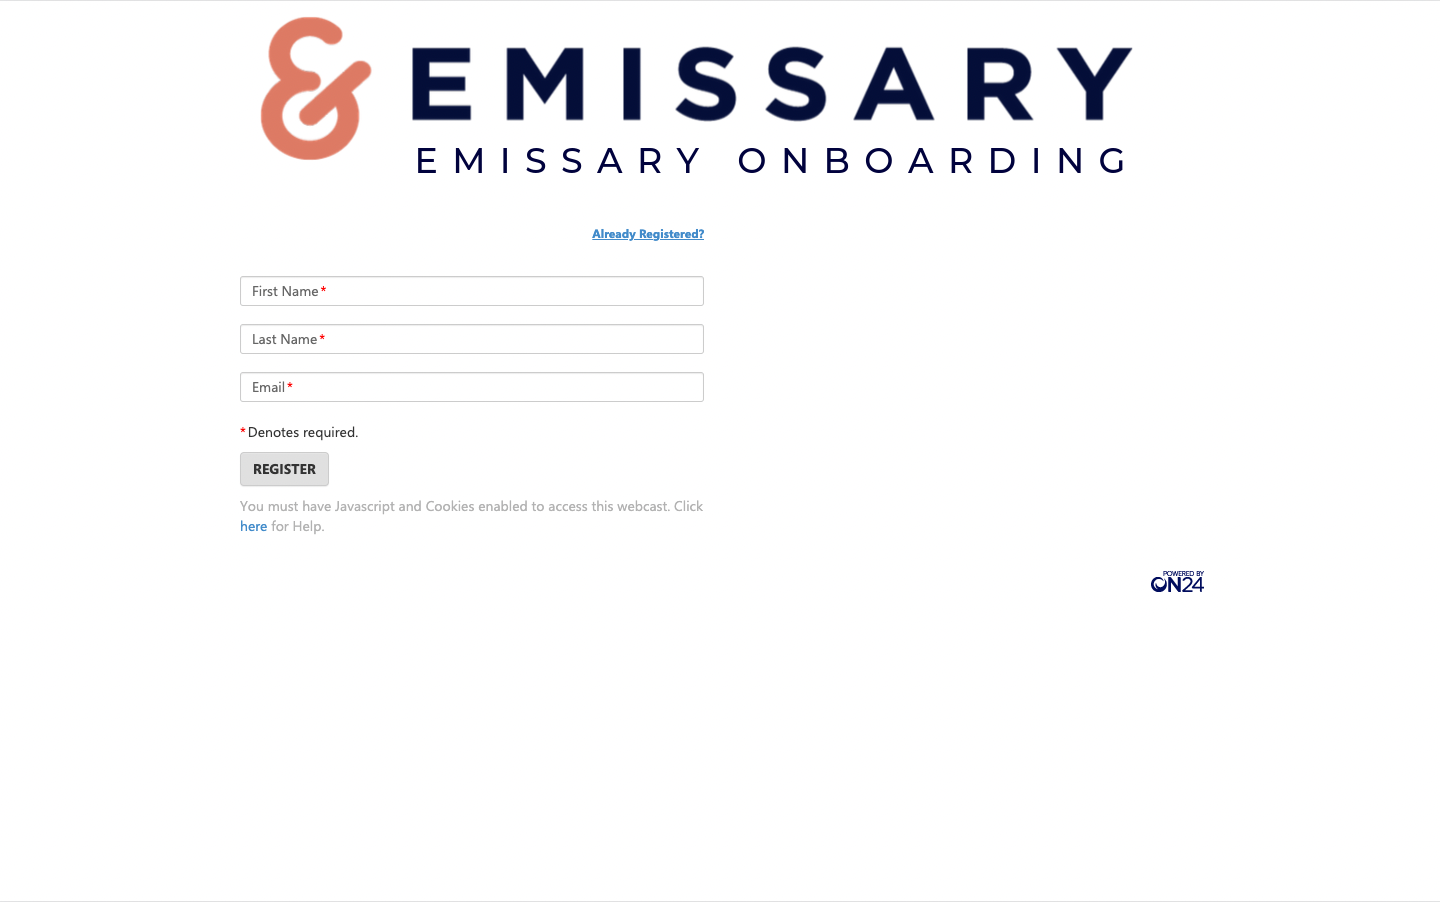 & EMISSARY
EMISSARY ONBOARDING
Already Registered?
First Name*
Last Name*
Email*
*Denotes required.
REGISTER
You must have Javascript and Cookies enabled to access this webcast. Click
here for Help.
POWERED BY
ON24